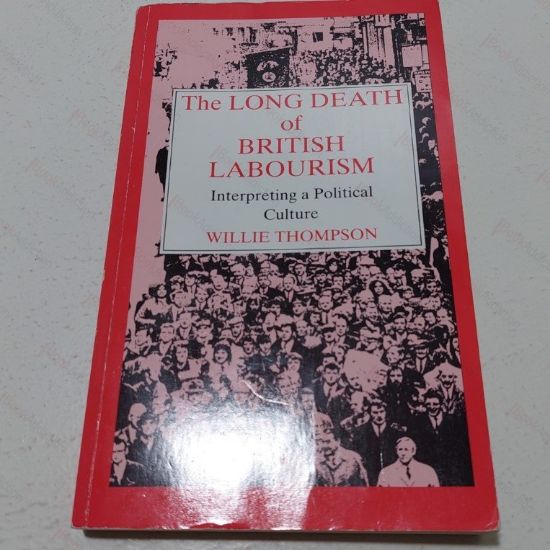 The LONG DEATH
of
BRITISH
LABOURISM
Interpreting a Political
Culture
WILLIE THOMPSON